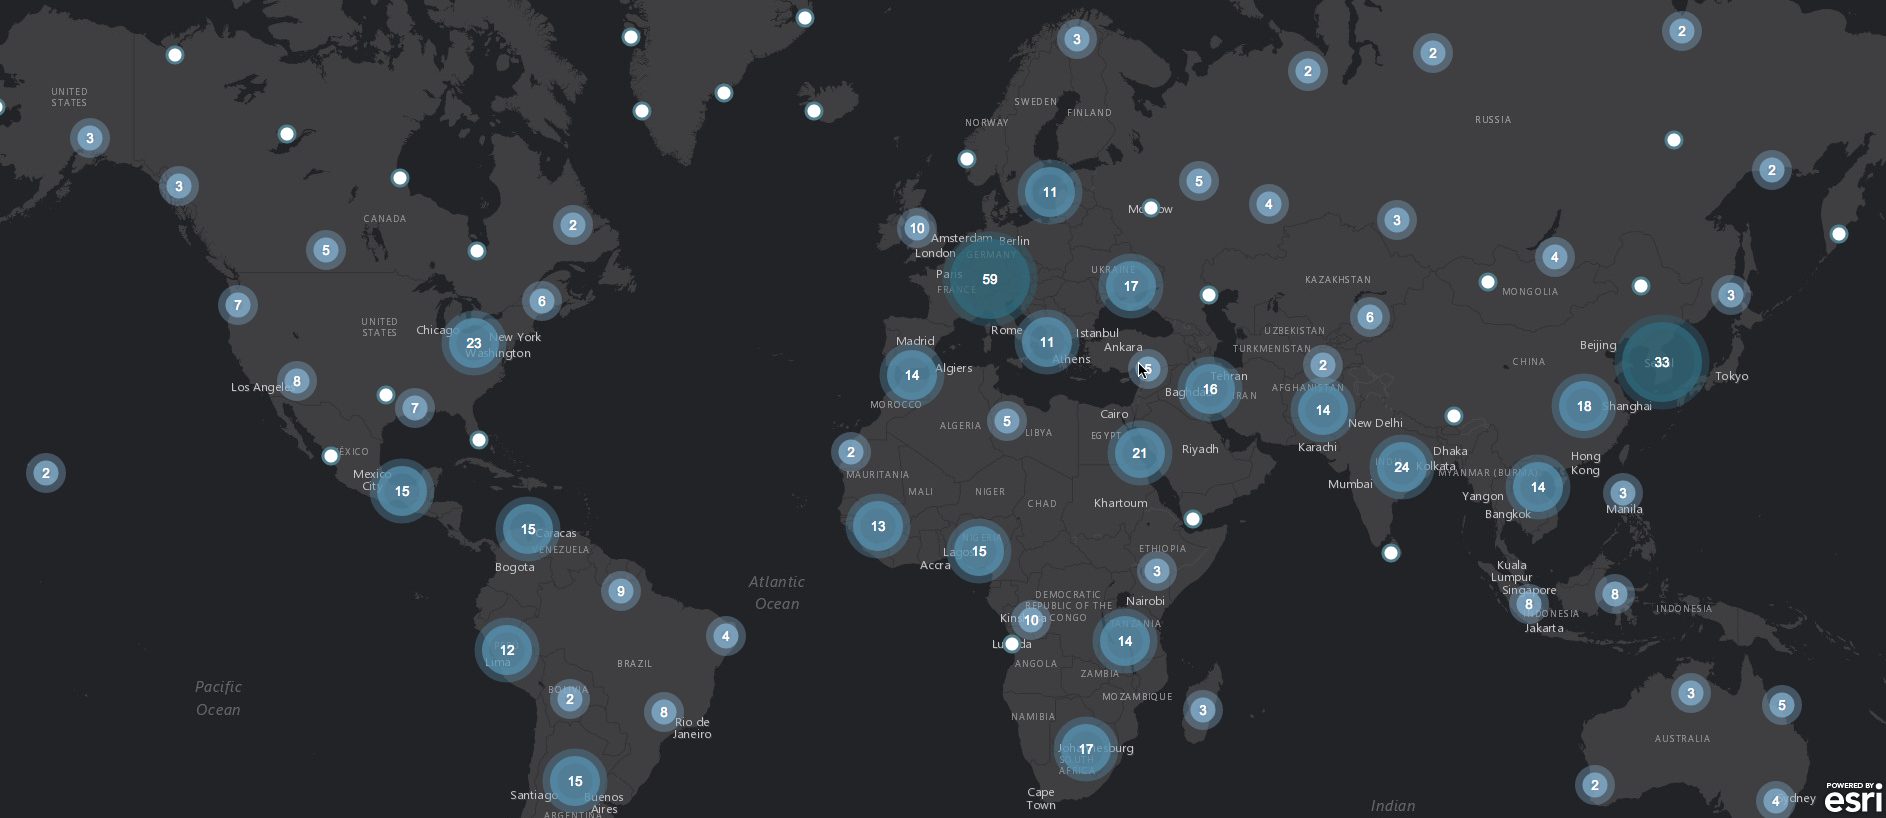 2
3
2
2
UNITED
STATES
SWEDEN
FINLAND
NORWAY
RUSSIA
3
3
11
5
2
4
3
CANADA
2
10
5
Amsterdam
Berlin
London
GERMANY
4
Paris
59
UKRAINE
17
KAZAKHSTAN
FRANCE
MONGOLIA
3
7
6
6
UNITED
STATES
Chicago
23
New York
Washington
Rome
11
Istanbul
UZBEKISTAN
Madrid
Ankara
TURKMENISTAN
Beijing
Athens
2
CHINA
33
14
Algiers
5
Tehran
Tokyo
Los Angeles
8
16
AFGHANISTAN
Baghdad
IRAN
MOROCCO
7
Cairo
14
18
Shanghai
5
ALGERIA
LIBYA
EGYPT
New Delhi
2
21
Riyadh
Karachi
MÉXICO
Dhaka
Hong
Kong
2
Mexico
City
MAURITANIA
24
Kolkata
MYANMAR (BURMA)
Mumbai
15
MALI
NIGER
CHAD
Khartoum
Yangon
14
3
Manila
Bangkok
15
Caracas
13
NIGERIA
VENEZUELA
Lagos
15
ETHIOPIA
Bogota
Accra
3
Kuala
Lumpur
Atlantic
Ocean
9
DEMOCRATIC
REPUBLIC OF THE
CONGO
Nairobi
Singapore
8
8
INDONESIA
INDONESIA
Kinshasa
10
TANZANIA
Jakarta
4
14
Luanda
12
Lima
BRAZIL
ANGOLA
ZAMBIA
Pacific
Ocean
BOLIVIA
2
MOZAMBIQUE
3
8
3
5
Rio de
Janeiro
NAMIBIA
AUSTRALIA
Johannesburg
17
SOUTH
AFRICA
15
2
Santiago
Buenos
Aires
Cape
Town
4
Sydney
Indian
ARGENTINA
POWERED BY
esri